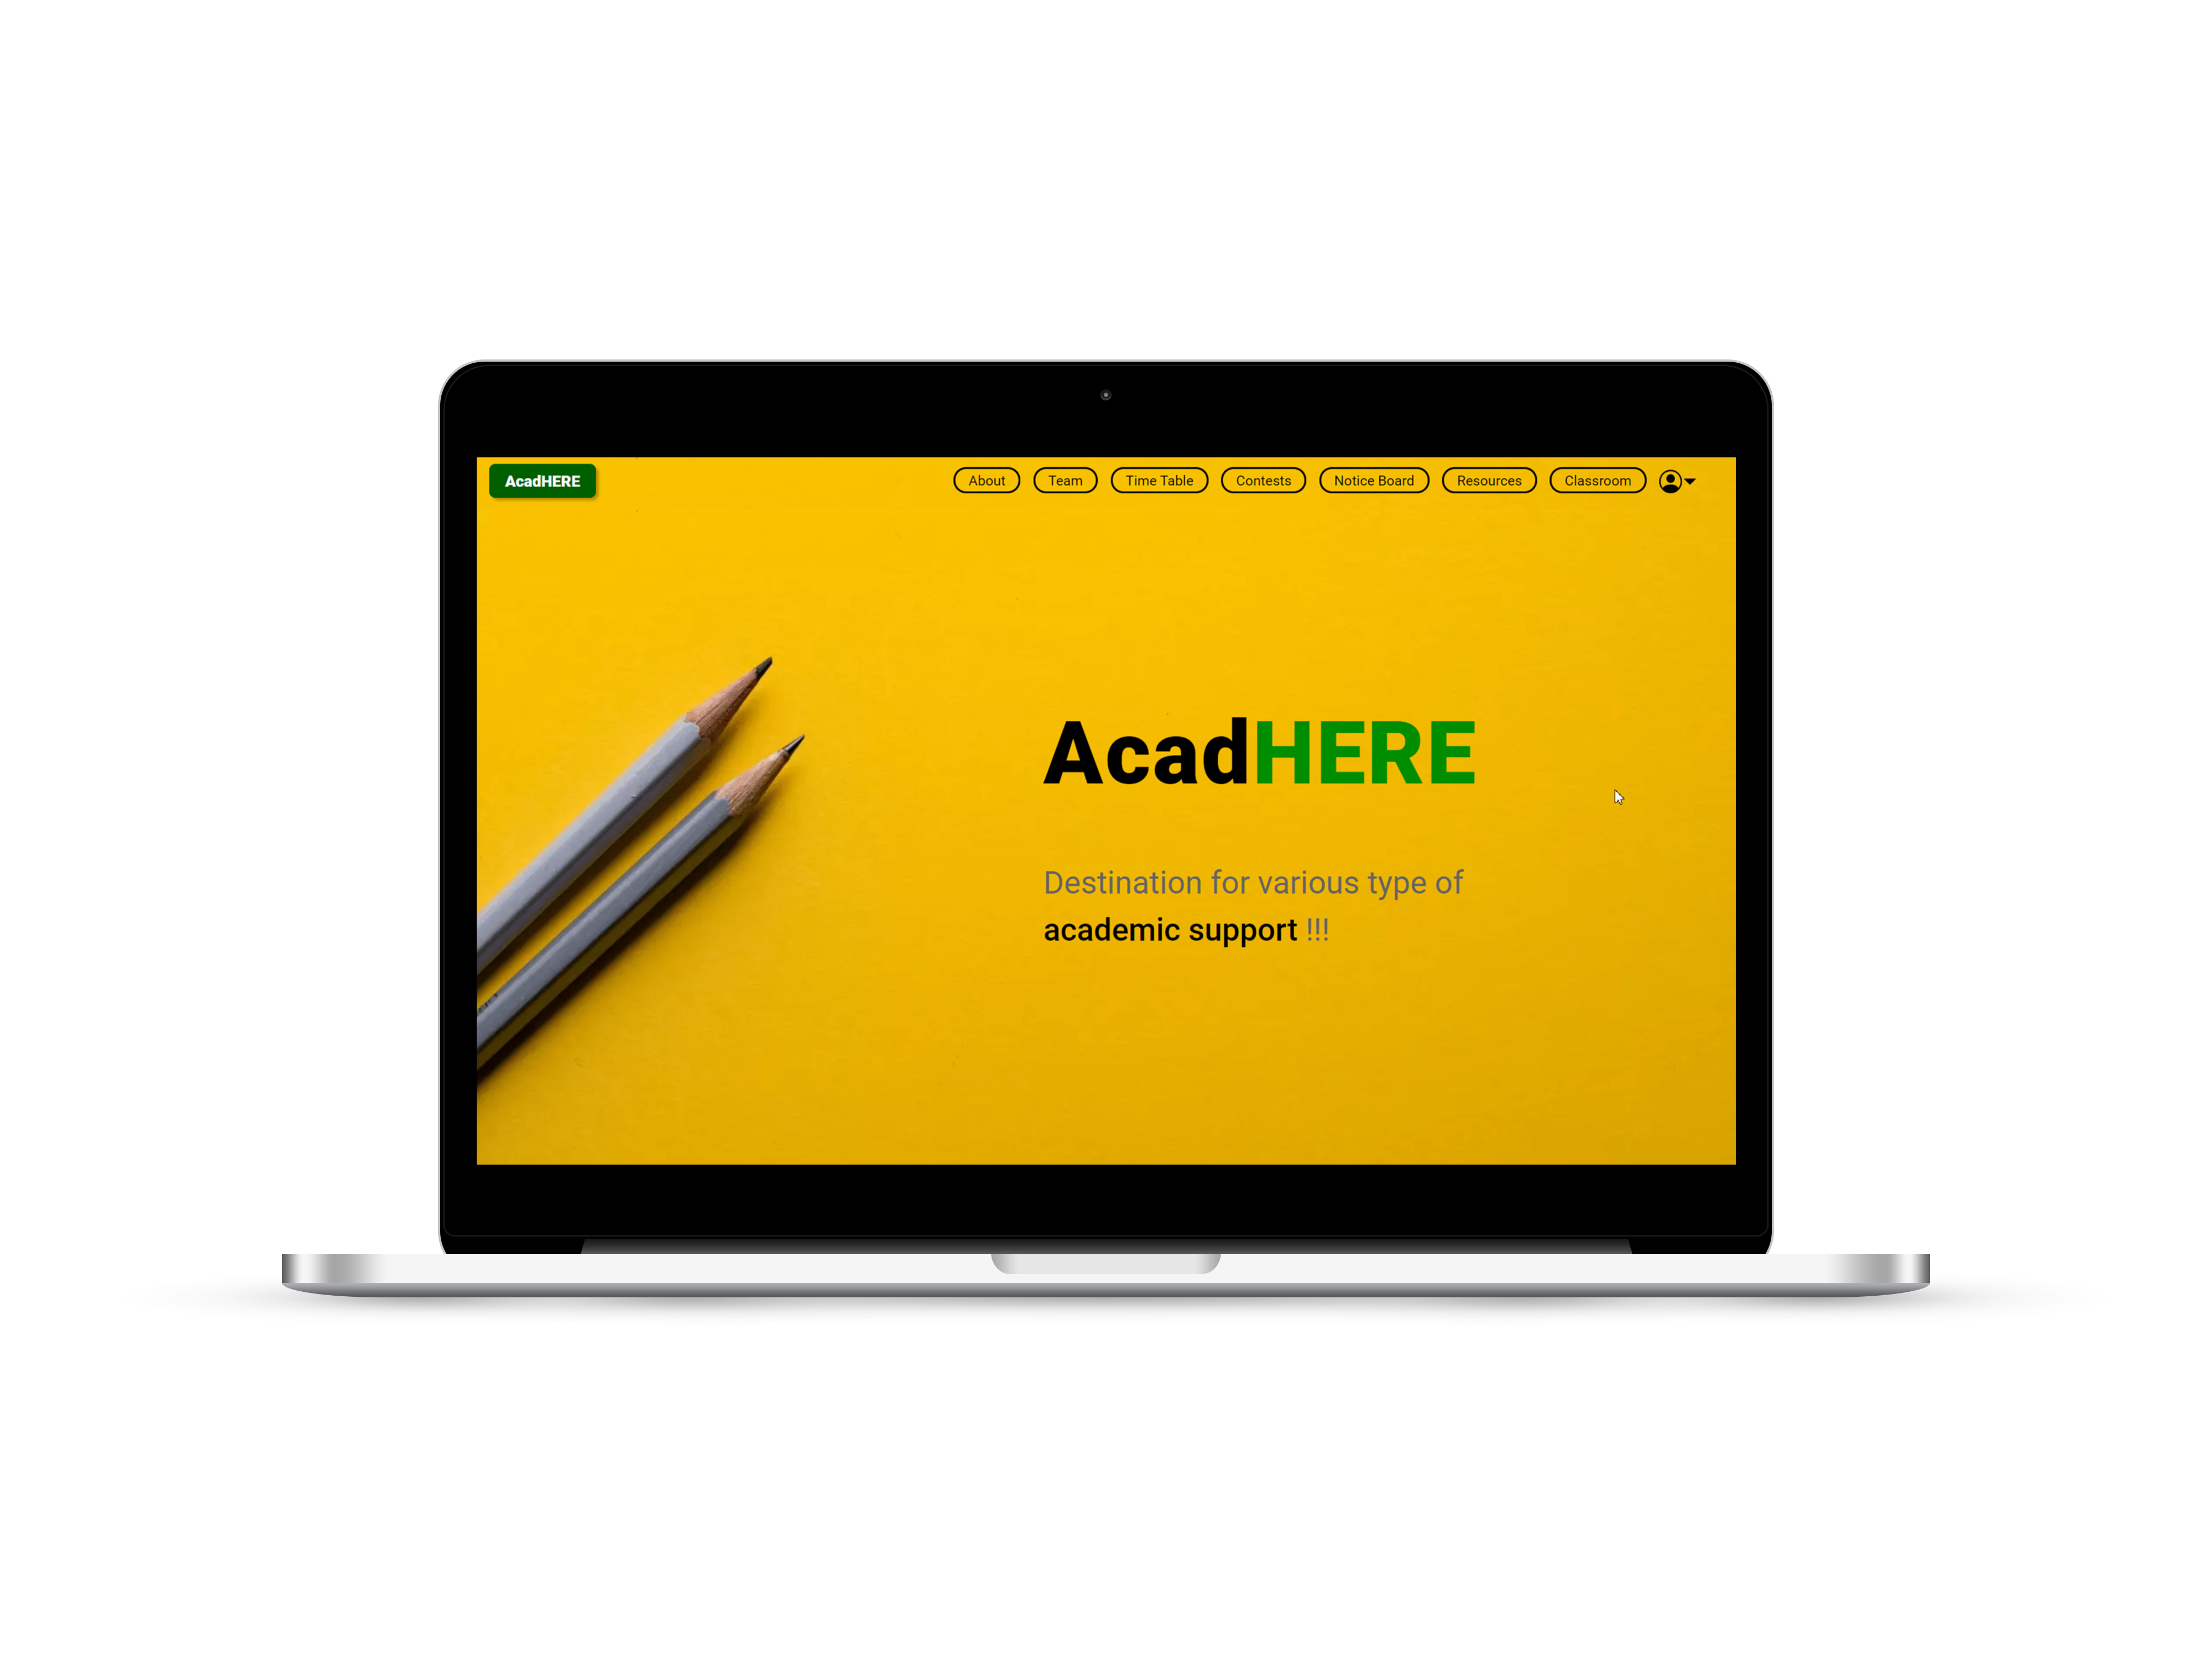 AcadHERE
About
Team
Time Table
Contests
Notice Board
Resources
Classroom
AcadHERE
Destination for various type of
academic support !!!